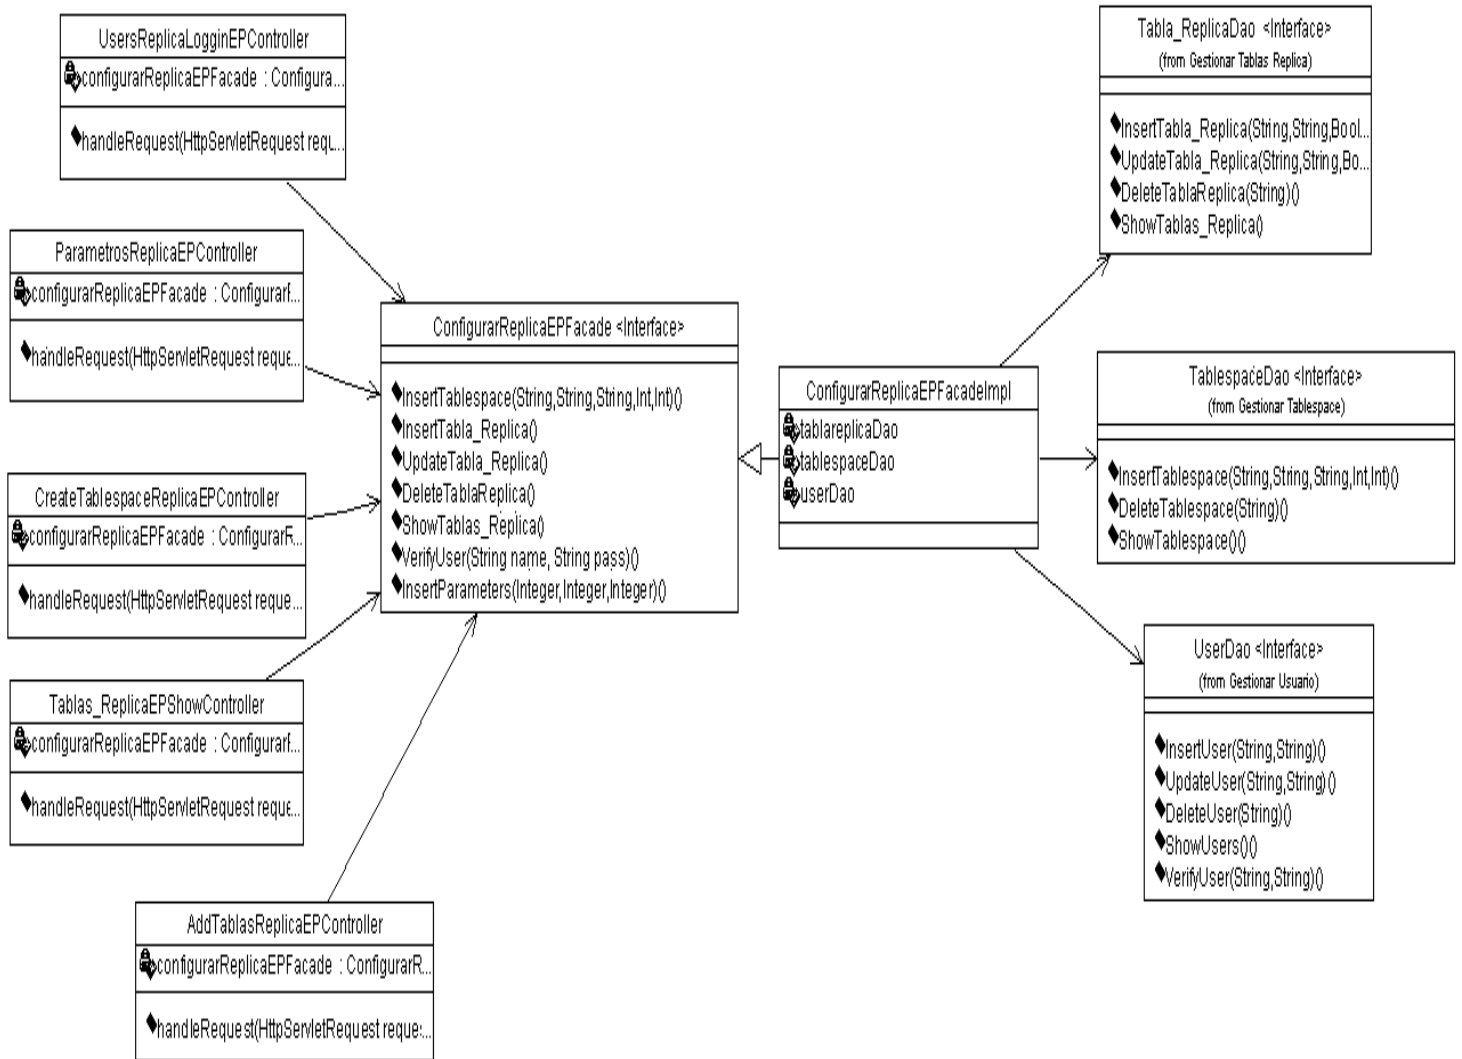 UsersReplicaLogginEPController
configurarReplicaEPFacade : Configura...
handleRequest(HttpServletRequest requ...
ParametrosReplicaEPController
configurarReplicaEPFacade : ConfigurarF...
handleRequest(HttpServletRequest reque...
CreateTablespaceReplicaEPController
configurarReplicaEPFacade : ConfigurarR...
handleRequest(HttpServletRequest reque...
Tablas_ReplicaEPShowController
configurarReplicaEPFacade : ConfigurarF...
handleRequest(HttpServletRequest reque...
AddTablasReplicaEPController
configurarReplicaEPFacade : ConfigurarR...
handleRequest(HttpServletRequest reque...
ConfigurarReplicaEPFacade <Interface>
InsertTablespace(String,String,String,Int,Int)()
InsertTabla_Replica()
UpdateTabla_Replica()
DeleteTablaReplica()
ShowTablas_Replica()
VerifyUser(String name, String pass)()
InsertParameters(Integer,Integer,Integer)()
ConfigurarReplicaEPFacadeImpl
tablareplicaDao
tablespaceDao
userDao
Tabla_ReplicaDao <Interface>
(from Gestionar Tablas Replica)
InsertTabla_Replica(String,String,Bool...
UpdateTabla_Replica(String,String,Bo...
DeleteTablaReplica(String)()
ShowTablas_Replica()
TablespaceDao <Interface>
(from Gestionar Tablespace)
InsertTablespace(String,String,String,Int,Int)()
DeleteTablespace(String)()
ShowTablespace()()
UserDao <Interface>
(from Gestionar Usuario)
InsertUser(String,String)()
UpdateUser(String,String)()
DeleteUser(String)()
ShowUsers()()
VerifyUser(String,String)()